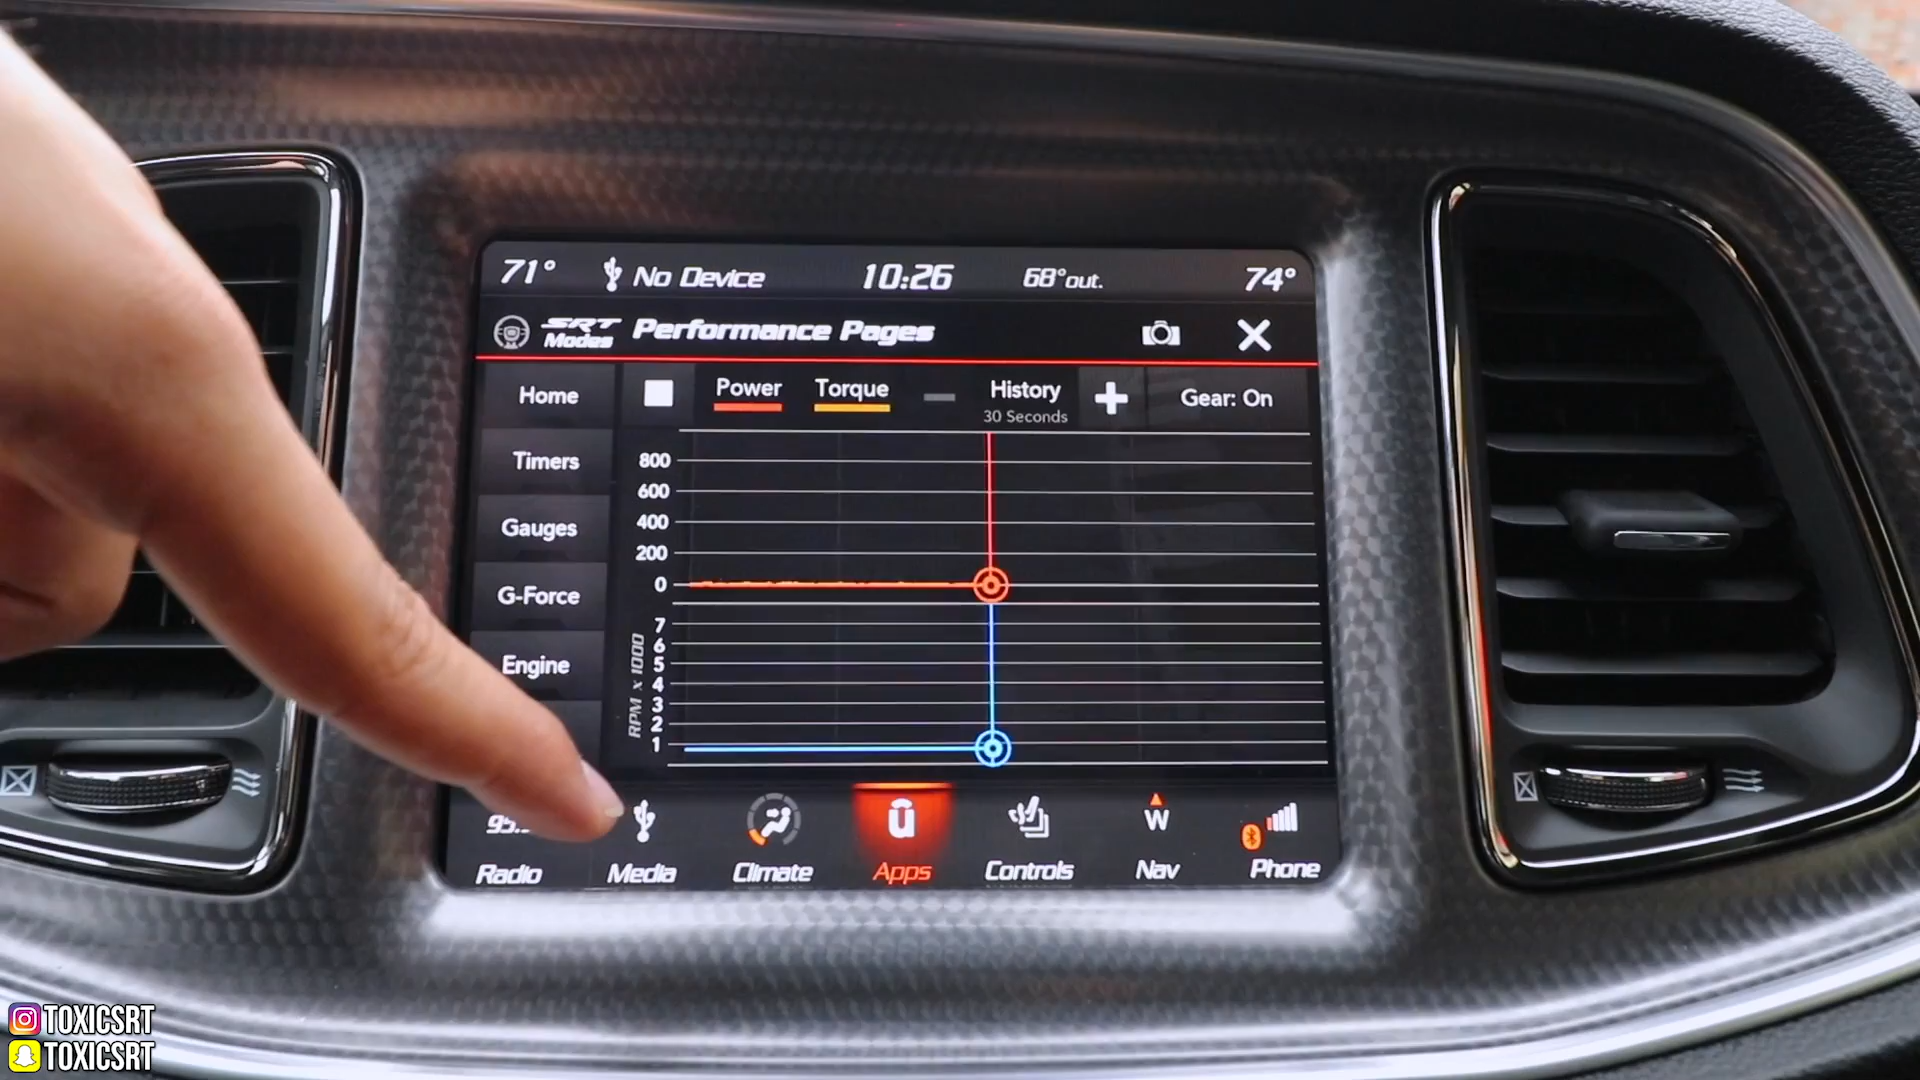 71° No Device 10:26 68°out. 74°
SRT Modes Performance Pages
Home Power Torque History 30 Seconds Gear: On
Timers
Gauges
G-Force
Engine
800
600
400
200
0
RPM x 1000
7
6
5
4
3
2
1
W
Radio Media Climate Apps Controls Nav Phone
TOXICSRT
TOXICSRT